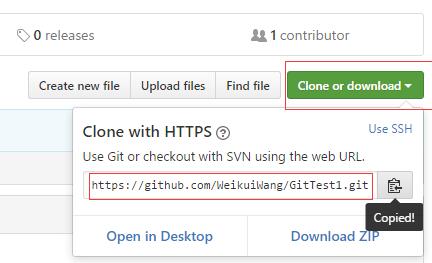 0 releases
1 contributor
Create new file
Upload files
Find file
Clone or download
Clone with HTTPS
Use SSH
Use Git or checkout with SVN using the web URL.
https://github.com/WeikuiWang/GitTest1.git
Copied!
Open in Desktop
Download ZIP